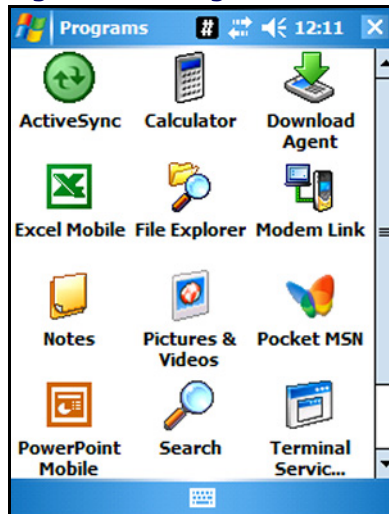 Programs # 12:11
ActiveSync Calculator Download
Agent
Excel Mobile File Explorer Modem Link
Notes Pictures & Pocket MSN
Videos
PowerPoint Search Terminal
Mobile Servic...